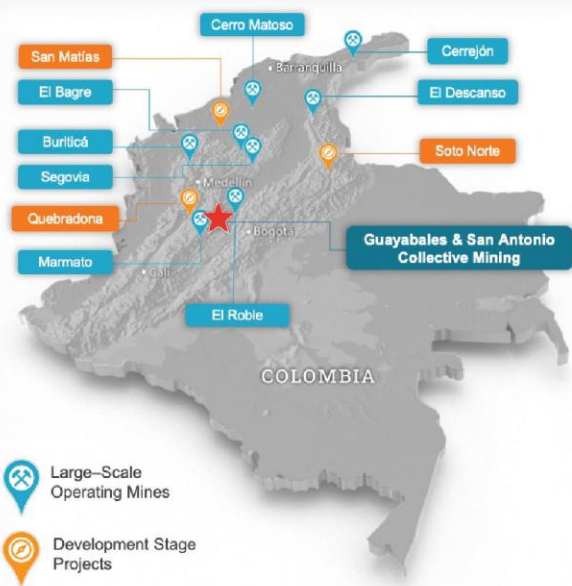 Cerro Matoso
San Matías
Cerrejón
Barranquilla
El Bagre
El Descanso
Buriticá
Soto Norte
Segovia
Medellín
Quebradona
Bogotá
Guayabales & San Antonio
Collective Mining
Marmato
Cali
El Roble
COLOMBIA
Large–Scale
Operating Mines
Development Stage
Projects